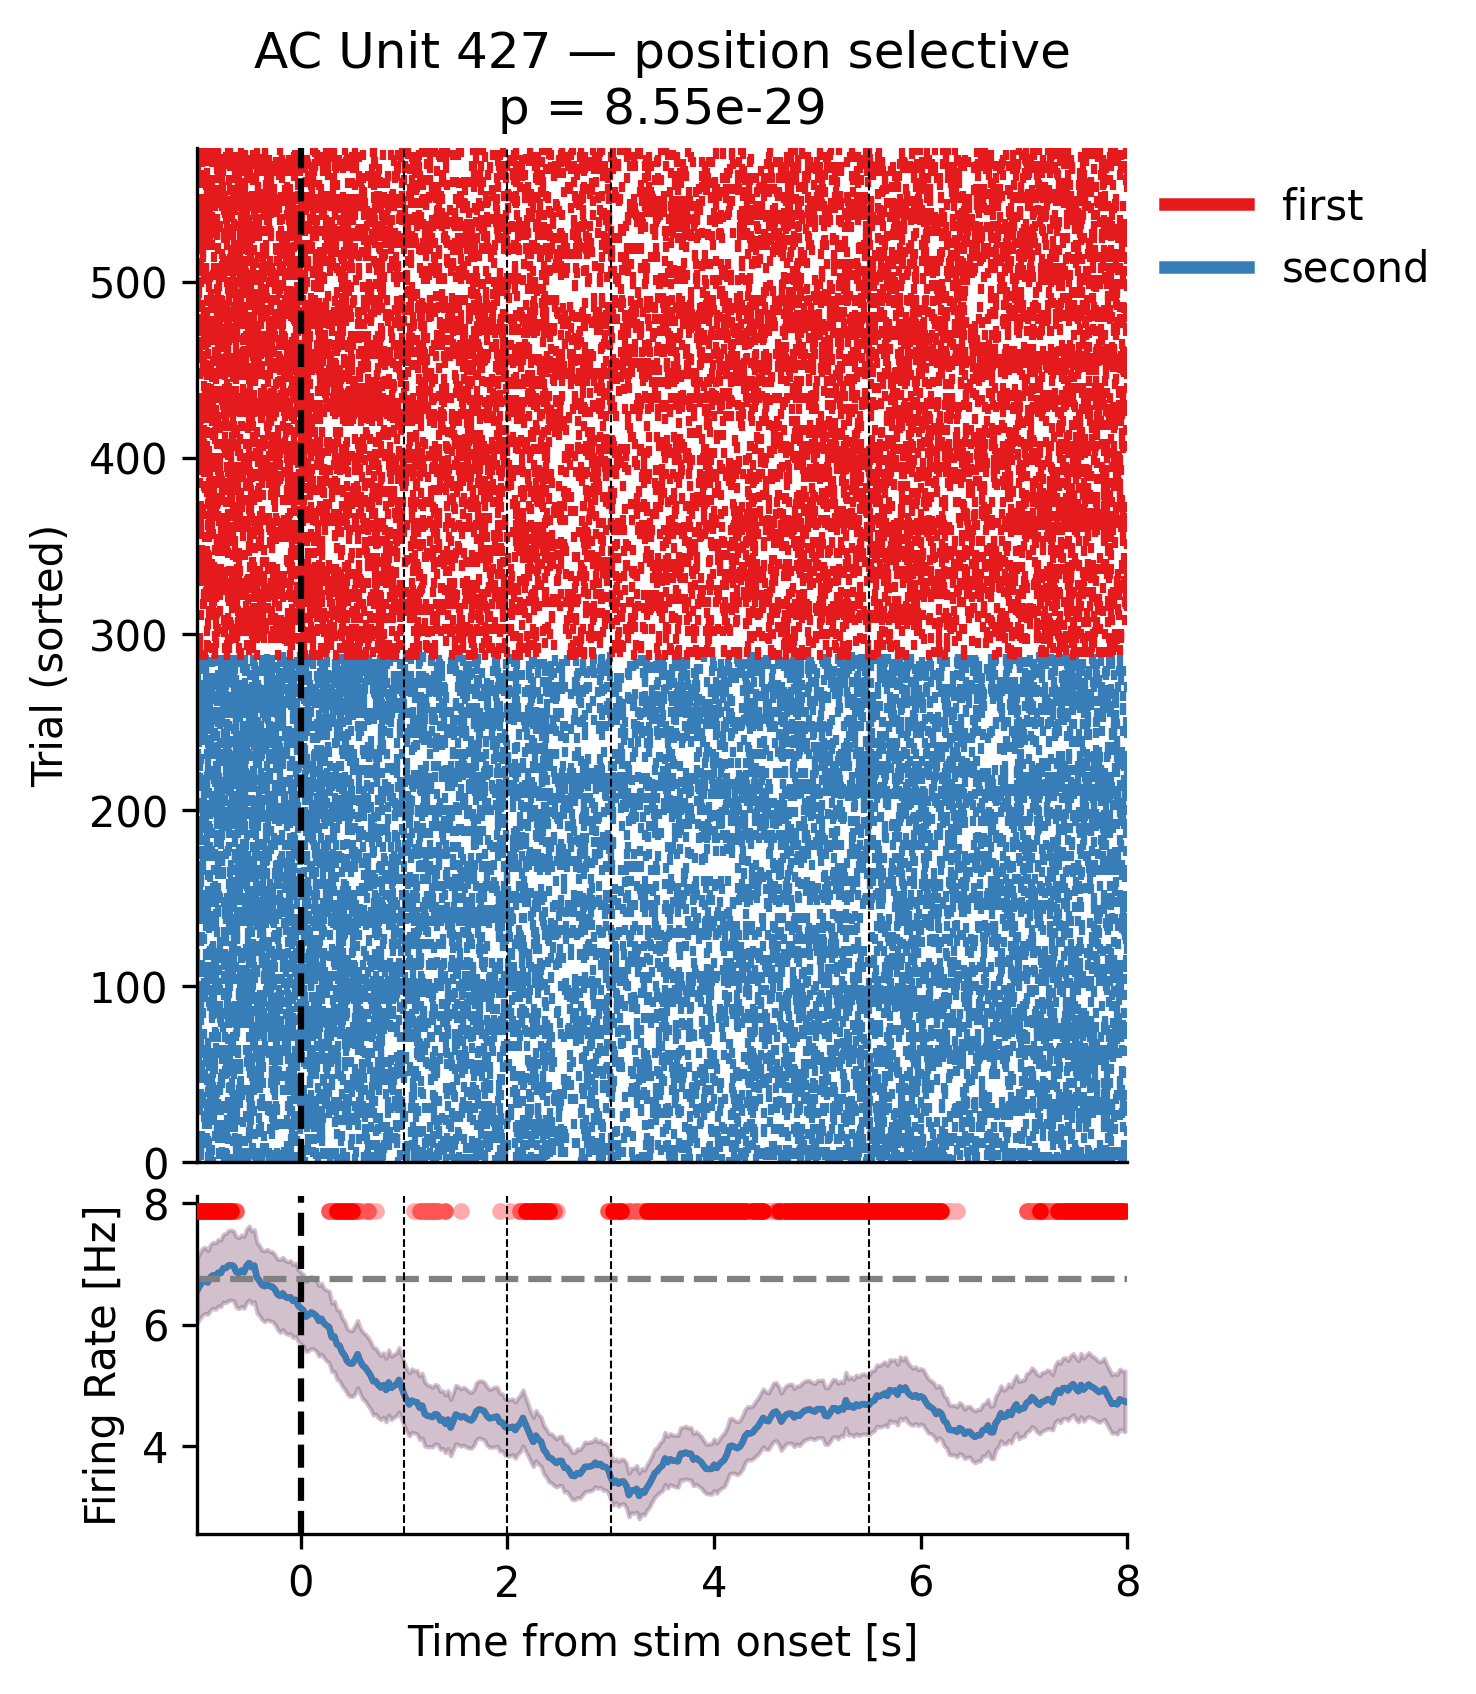 AC Unit 427 — position selective
p = 8.55e-29
first
second
Trial (sorted)
500
400
300
200
100
0
Firing Rate [Hz]
8
6
4
0 2 4 6 8
Time from stim onset [s]